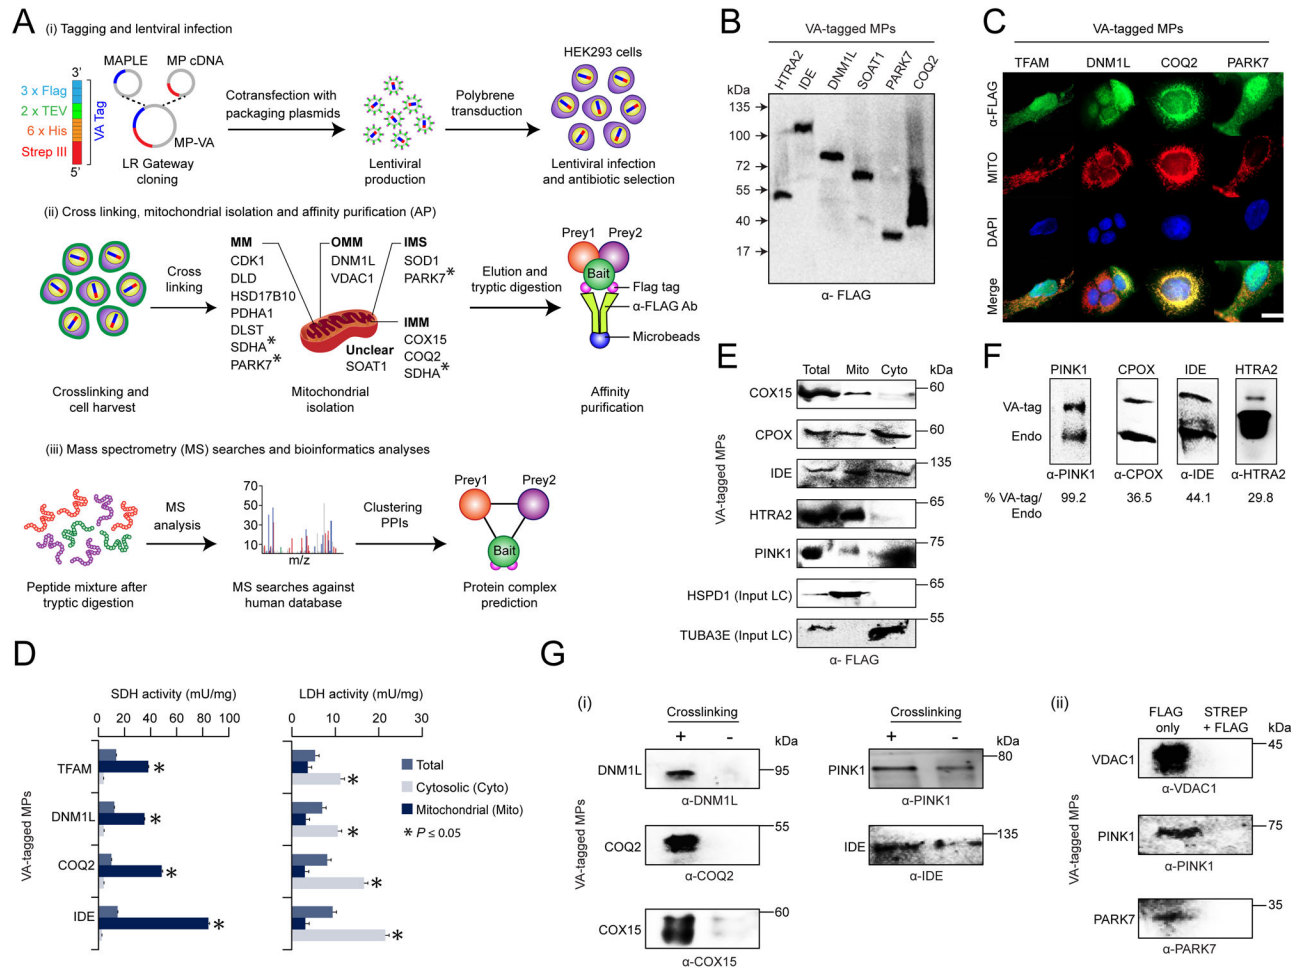 A
(i) Tagging and lentviral infection
3’
3 x Flag
2 x TEV
6 x His
Strep III
5’
VA Tag
MAPLE
MP cDNA
MP-VA
LR Gateway
cloning
Cotransfection with
packaging plasmids
Lentiviral
production
Polybrene
transduction
HEK293 cells
Lentiviral infection
and antibiotic selection
(ii) Cross linking, mitochondrial isolation and affinity purification (AP)
Crosslinking and
cell harvest
Cross
linking
MM
CDK1
DLD
HSD17B10
PDHA1
DLST
SDHA*
PARK7*
OMM
DNM1L
VDAC1
IMS
SOD1
PARK7*
IMM
COX15
COQ2
SDHA*
Unclear
SOAT1
Mitochondrial
isolation
Elution and
tryptic digestion
Prey1
Prey2
Bait
Flag tag
α-FLAG Ab
Microbeads
Affinity
purification
(iii) Mass spectrometry (MS) searches and bioinformatics analyses
Peptide mixture after
tryptic digestion
MS
analysis
70
50
30
10
m/z
MS searches against
human database
Clustering
PPIs
Prey1
Prey2
Bait
Protein complex
prediction
B
VA-tagged MPs
HTRA2
IDE
DNM1L
SOAT1
PARK7
COQ2
kDa
135
100
72
55
40
17
α- FLAG
C
VA-tagged MPs
TFAM
DNM1L
COQ2
PARK7
α-FLAG
MITO
DAPI
Merge
D
SDH activity (mU/mg)
0 20 40 60 80 100
LDH activity (mU/mg)
0 10 20 30
VA-tagged MPs
TFAM
*
*
DNM1L
*
*
COQ2
*
*
IDE
*
*
Total
Cytosolic (Cyto)
Mitochondrial (Mito)
* P ≤ 0.05
E
Total Mito Cyto kDa
VA-tagged MPs
COX15
60
CPOX
60
IDE
135
HTRA2
65
PINK1
75
HSPD1 (Input LC)
65
TUBA3E (Input LC)
55
α- FLAG
F
PINK1
CPOX
IDE
HTRA2
VA-tag
Endo
α-PINK1
α-CPOX
α-IDE
α-HTRA2
% VA-tag/
Endo
99.2
36.5
44.1
29.8
G
(i)
VA-tagged MPs
Crosslinking
+ -
kDa
DNM1L
95
α-DNM1L
COQ2
55
α-COQ2
COX15
60
α-COX15
Crosslinking
+ -
kDa
PINK1
80
α-PINK1
IDE
135
α-IDE
(ii)
VA-tagged MPs
FLAG
only
STREP
+ FLAG
kDa
VDAC1
45
α-VDAC1
PINK1
75
α-PINK1
PARK7
35
α-PARK7